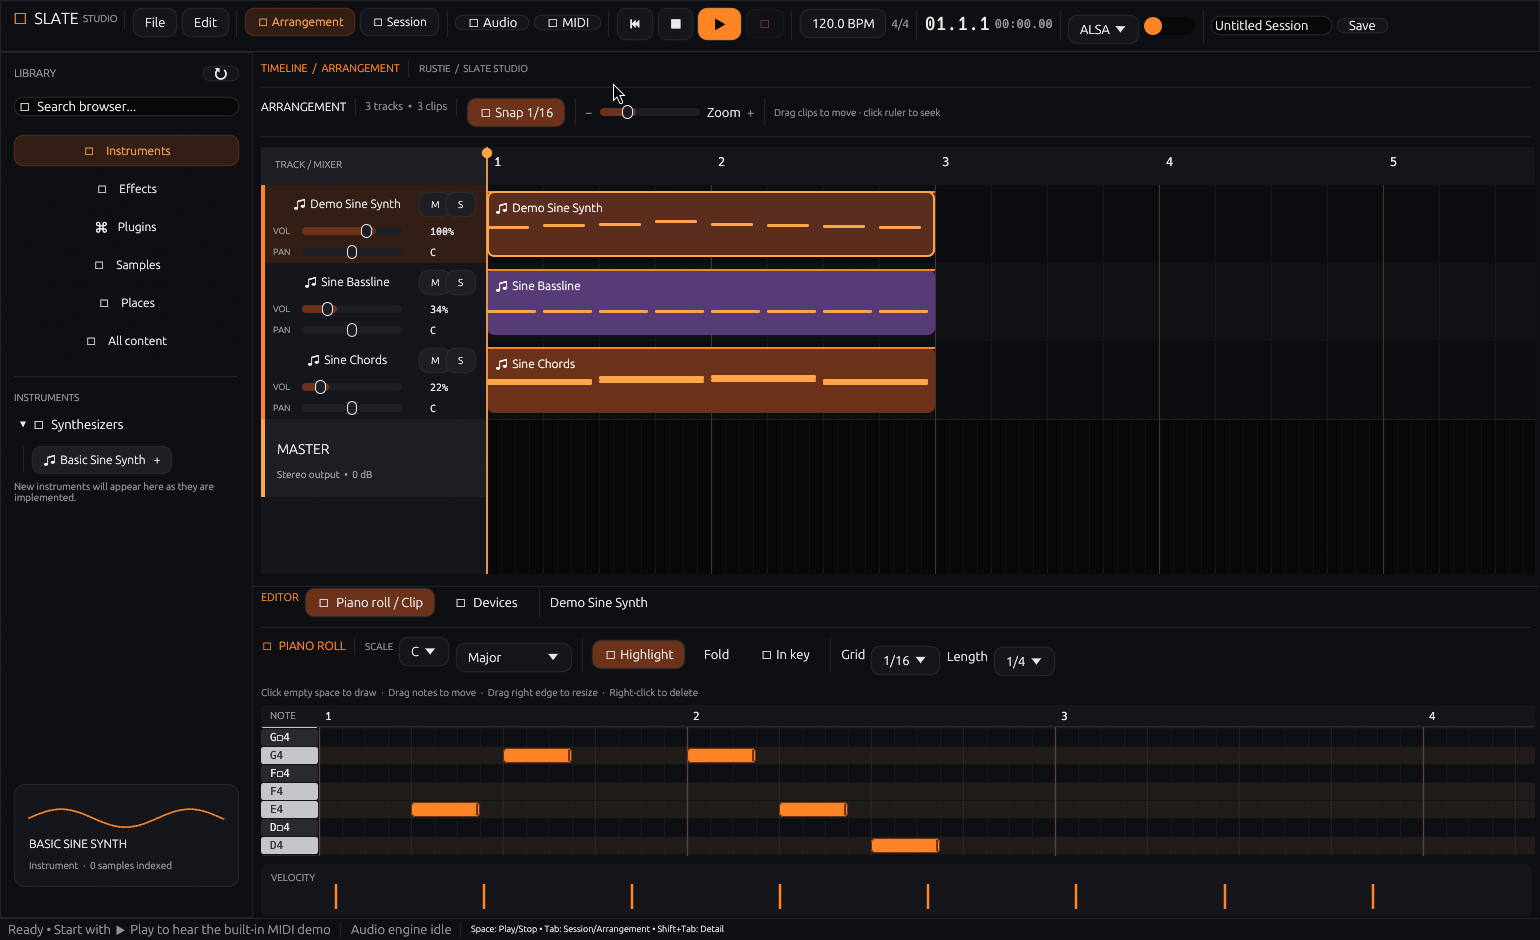 SLATE STUDIO File Edit Arrangement Session Audio MIDI 120.0 BPM 4/4 01.1.1 00:00.00 ALSA Untitled Session Save
LIBRARY
Search browser...
Instruments
Effects
Plugins
Samples
Places
All content
INSTRUMENTS
Synthesizers
Basic Sine Synth +
New instruments will appear here as they are
implemented.
BASIC SINE SYNTH
Instrument · 0 samples indexed
TIMELINE / ARRANGEMENT RUSTIE / SLATE STUDIO
ARRANGEMENT 3 tracks • 3 clips Snap 1/16 − Zoom + Drag clips to move · click ruler to seek
TRACK / MIXER 1 2 3 4 5
Demo Sine Synth M S
VOL 100%
PAN C
Demo Sine Synth
Sine Bassline M S
VOL 34%
PAN C
Sine Bassline
Sine Chords M S
VOL 22%
PAN C
Sine Chords
MASTER
Stereo output • 0 dB
EDITOR Piano roll / Clip Devices Demo Sine Synth
PIANO ROLL SCALE C Major Highlight Fold In key Grid 1/16 Length 1/4
Click empty space to draw · Drag notes to move · Drag right edge to resize · Right-click to delete
NOTE 1 2 3 4
G□4
G4
F□4
F4
E4
D□4
D4
VELOCITY
Ready • Start with ▶ Play to hear the built-in MIDI demo Audio engine idle Space: Play/Stop • Tab: Session/Arrangement • Shift+Tab: Detail